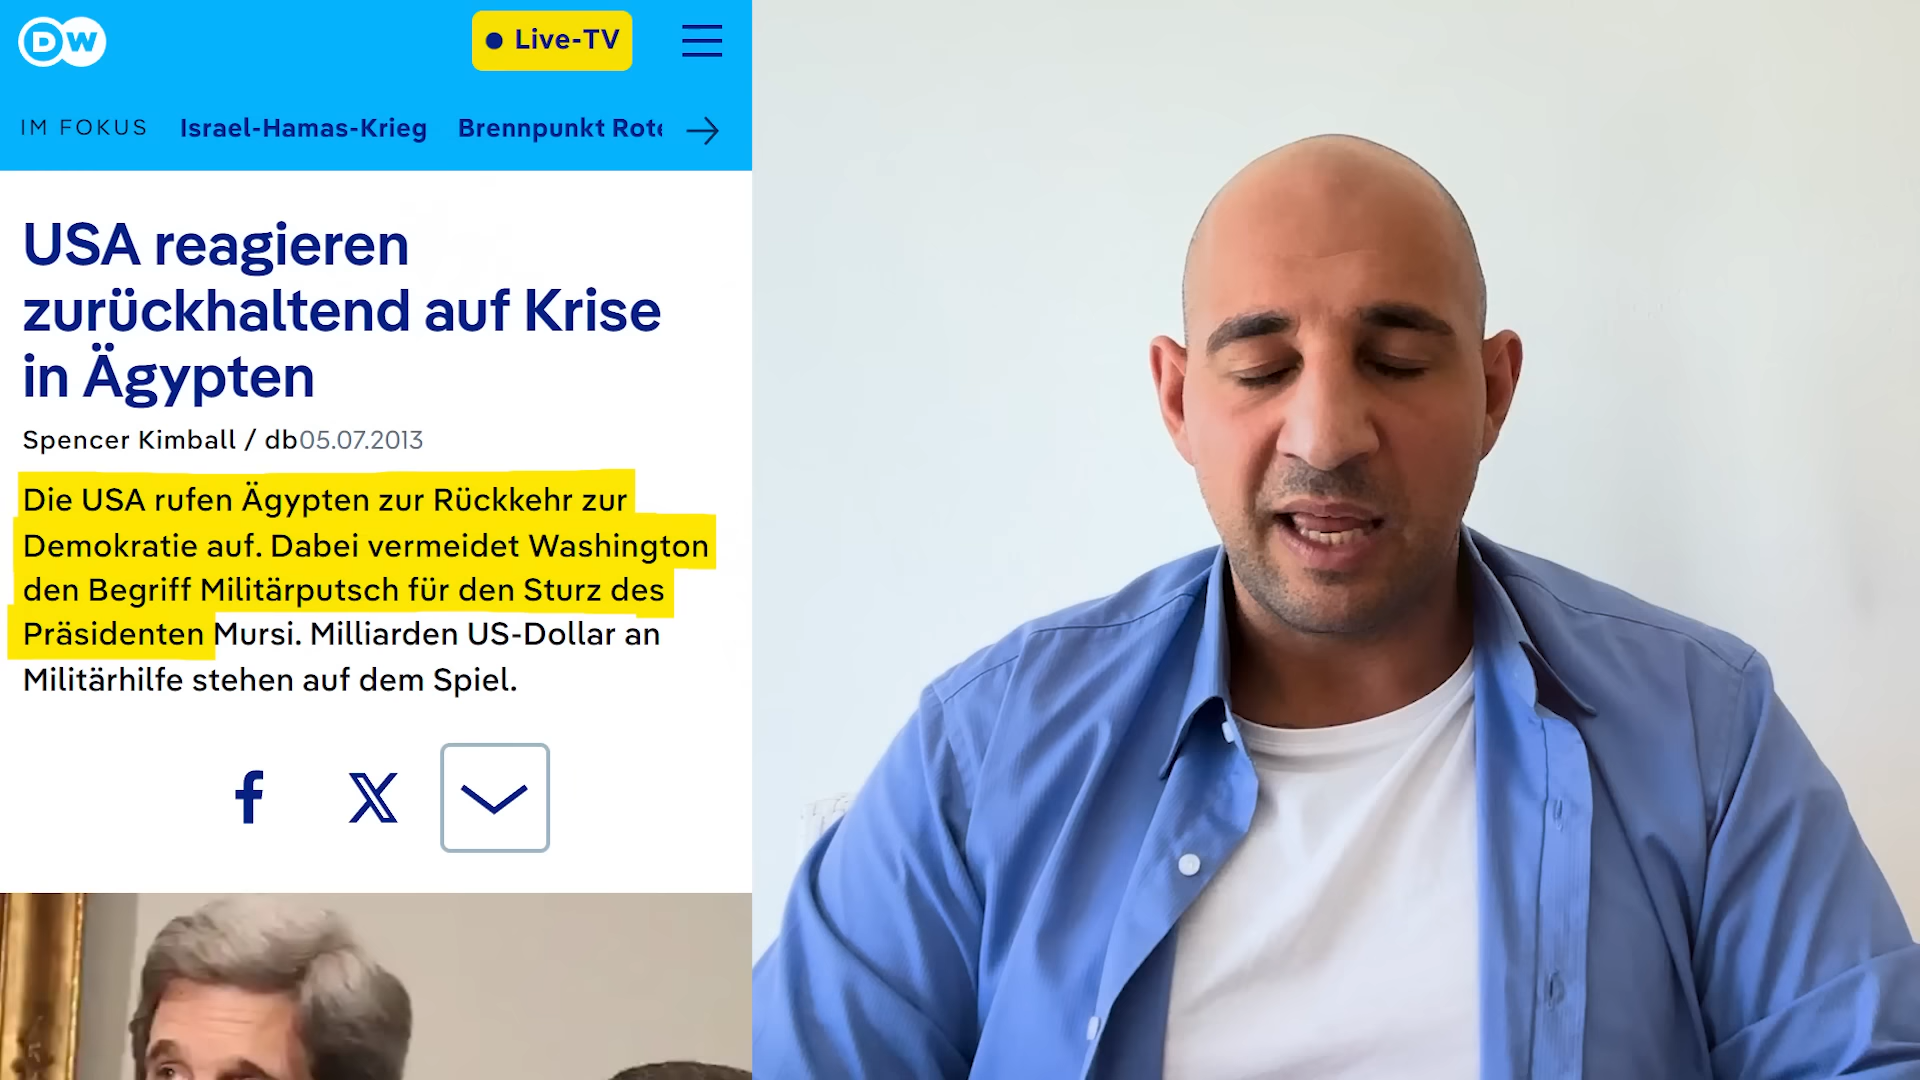 DW
Live-TV
IM FOKUS Israel-Hamas-Krieg Brennpunkt Rote
USA reagieren
zurückhaltend auf Krise
in Ägypten
Spencer Kimball / db05.07.2013
Die USA rufen Ägypten zur Rückkehr zur
Demokratie auf. Dabei vermeidet Washington
den Begriff Militärputsch für den Sturz des
Präsidenten Mursi. Milliarden US-Dollar an
Militärhilfe stehen auf dem Spiel.